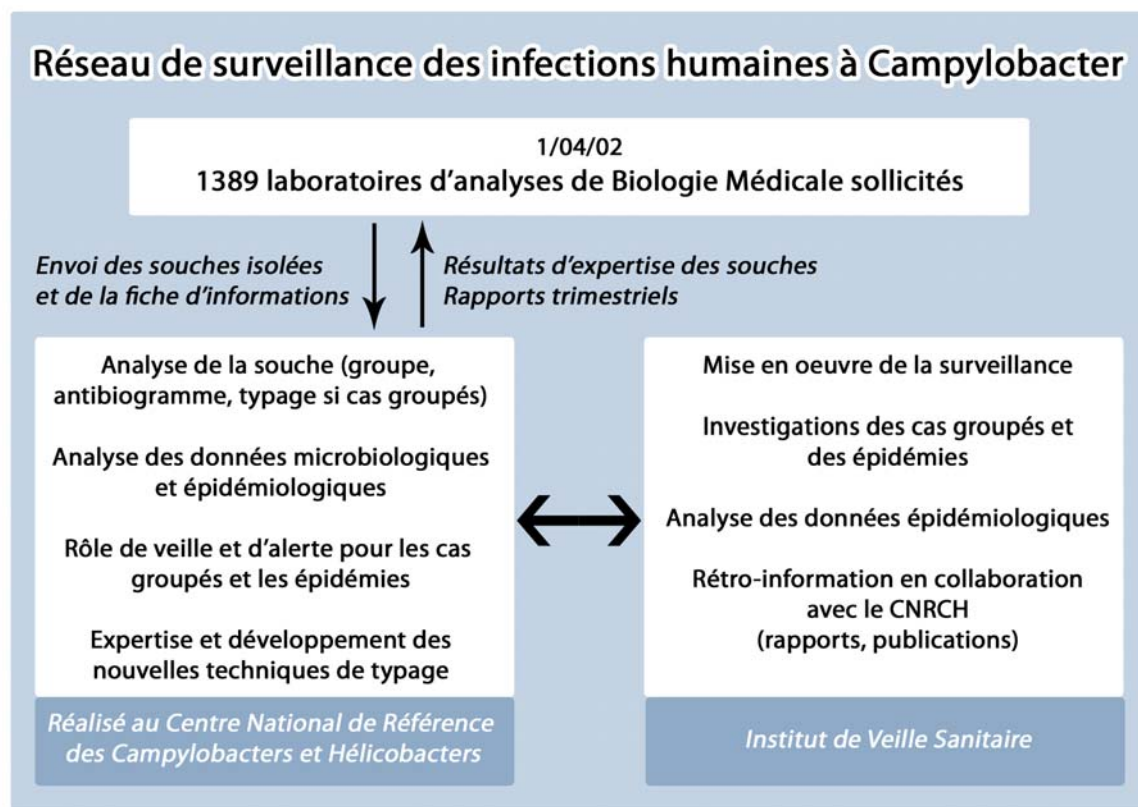 Réseau de surveillance des infections humaines à Campylobacter
1/04/02
1389 laboratoires d'analyses de Biologie Médicale sollicités
Envoi des souches isolées
et de la fiche d'informations
Résultats d'expertise des souches
Rapports trimestriels
Analyse de la souche (groupe,
antibiogramme, typage si cas groupés)
Analyse des données microbiologiques
et épidémiologiques
Rôle de veille et d'alerte pour les cas
groupés et les épidémies
Expertise et développement des
nouvelles techniques de typage
Réalisé au Centre National de Référence
des Campylobacters et Hélicobacters
Mise en oeuvre de la surveillance
Investigations des cas groupés et
des épidémies
Analyse des données épidémiologiques
Rétro-information en collaboration
avec le CNRCH
(rapports, publications)
Institut de Veille Sanitaire